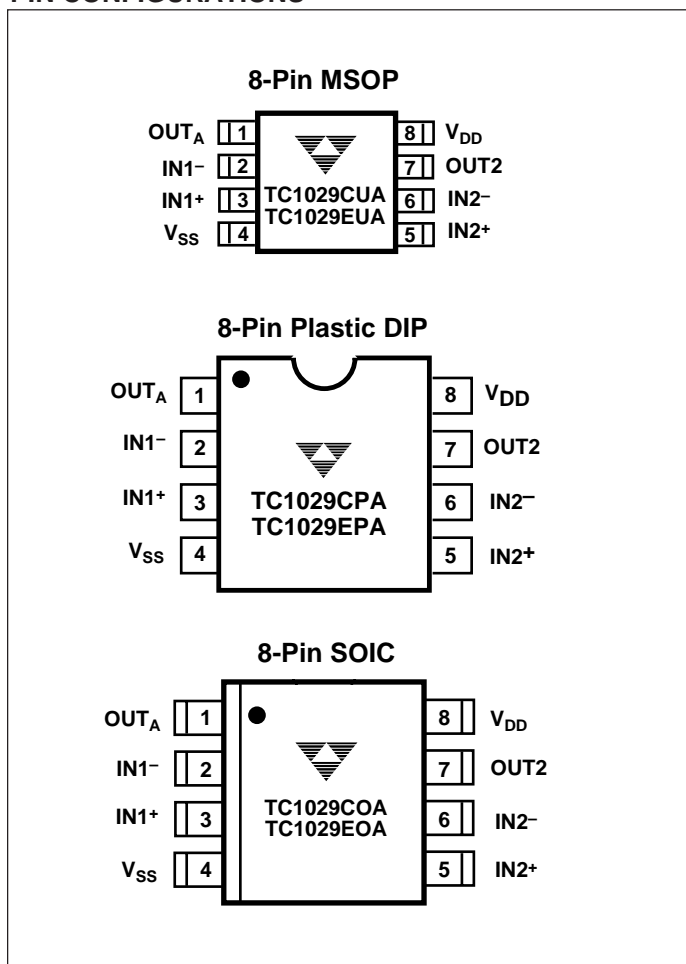 PIN CONFIGURATIONS
8-Pin MSOP
OUTA 1 8 VDD
IN1– 2 7 OUT2
IN1+ 3 TC1029CUA 6 IN2–
VSS 4 TC1029EUA 5 IN2+
8-Pin Plastic DIP
OUTA 1 8 VDD
IN1– 2 7 OUT2
IN1+ 3 TC1029CPA 6 IN2–
TC1029EPA
VSS 4 5 IN2+
8-Pin SOIC
OUTA 1 8 VDD
IN1– 2 7 OUT2
IN1+ 3 TC1029COA 6 IN2–
TC1029EOA
VSS 4 5 IN2+